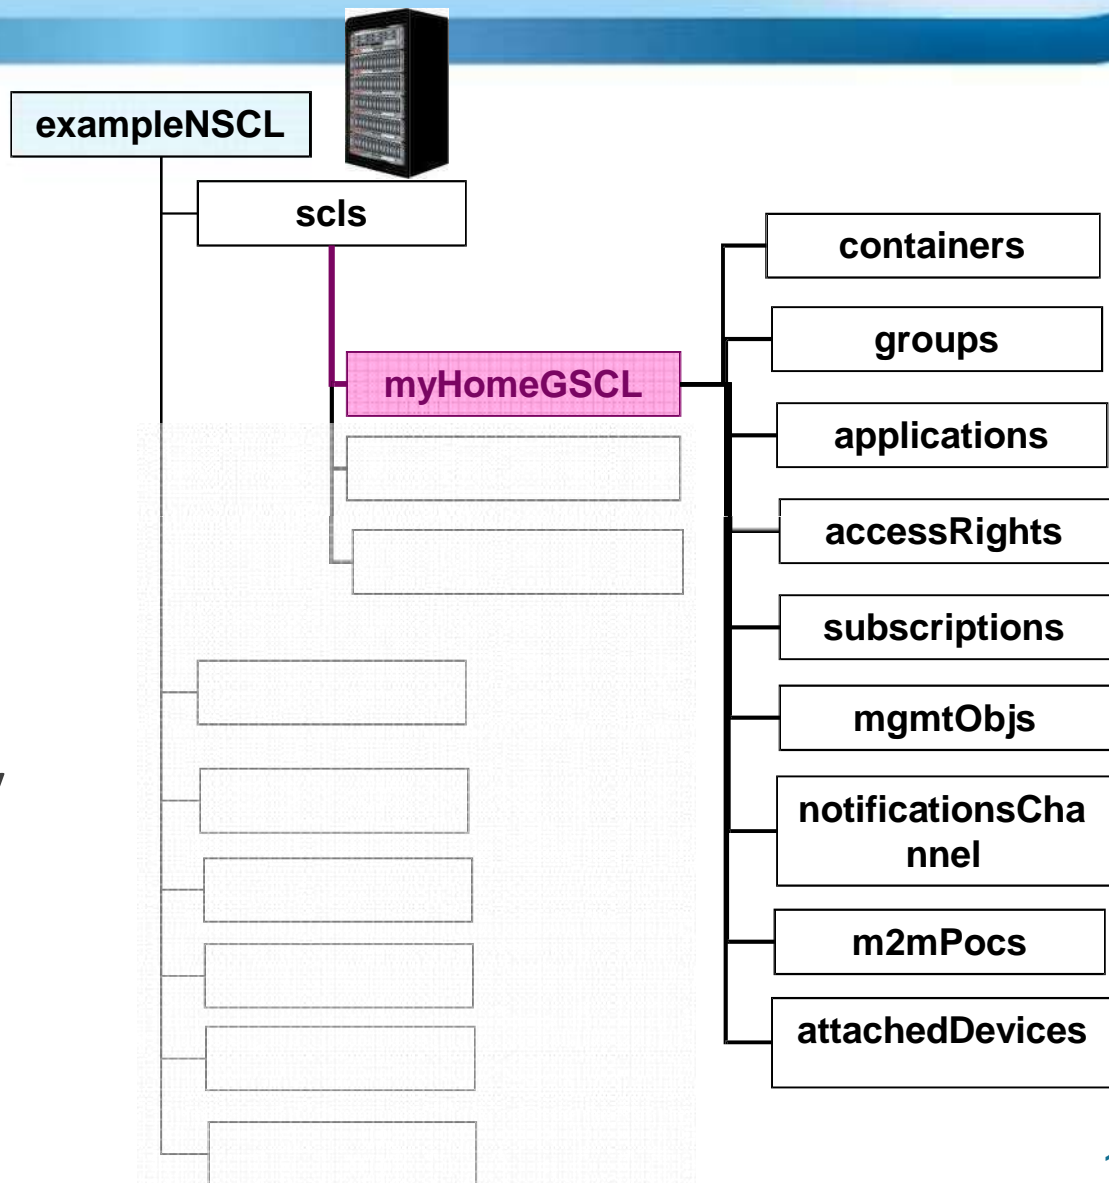 exampleNSCL
scls
containers
groups
myHomeGSCL
applications
accessRights
subscriptions
mgmtObjs
notificationsCha
nnel
m2mPocs
attachedDevices